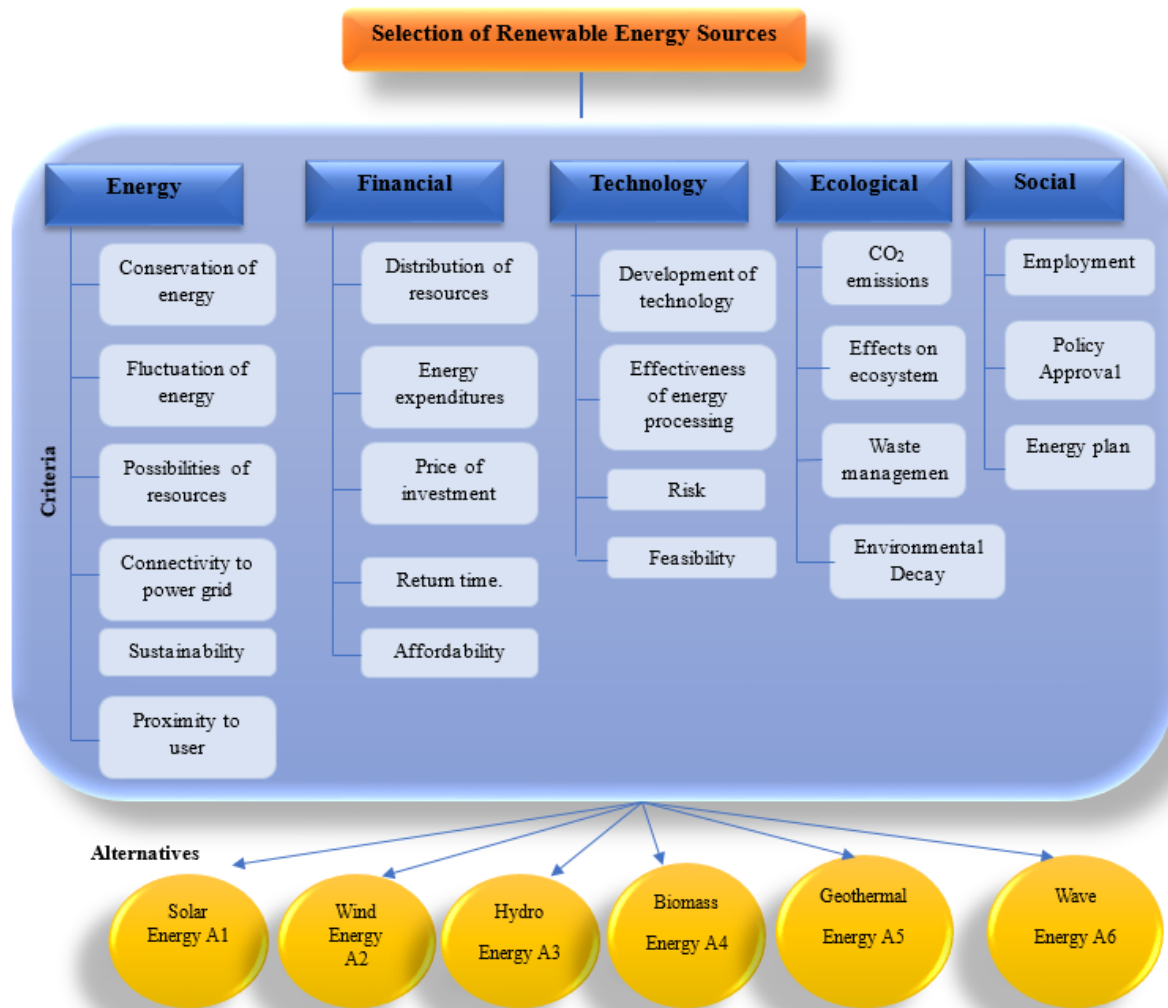 Selection of Renewable Energy Sources
Energy
Financial
Technology
Ecological
Social
Criteria
Conservation of
energy
Fluctuation of
energy
Possibilities of
resources
Connectivity to
power grid
Sustainability
Proximity to
user
Distribution of
resources
Energy
expenditures
Price of
investment
Return time.
Affordability
Development of
technology
Effectiveness
of energy
processing
Risk
Feasibility
CO₂
emissions
Effects on
ecosystem
Waste
managemen
Environmental
Decay
Employment
Policy
Approval
Energy plan
Alternatives
Solar
Energy A1
Wind
Energy
A2
Hydro
Energy A3
Biomass
Energy A4
Geothermal
Energy A5
Wave
Energy A6